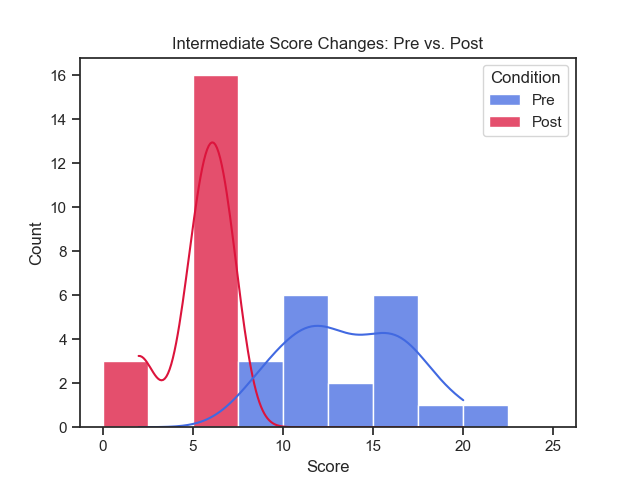 Intermediate Score Changes: Pre vs. Post
Condition
Pre
Post
Count
16
14
12
10
8
6
4
2
0
0 5 10 15 20 25
Score